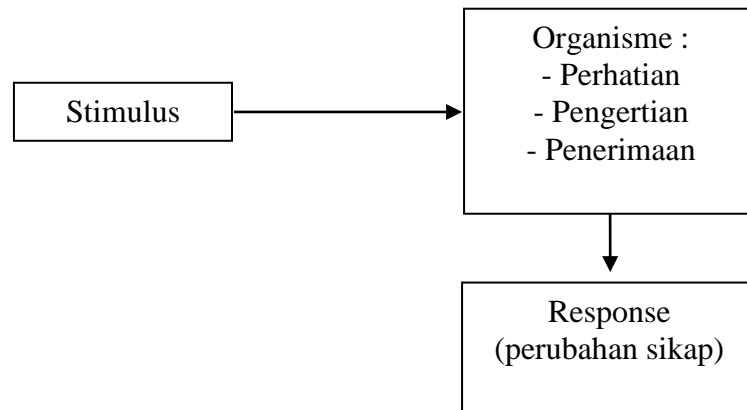 Stimulus
Organisme :
- Perhatian
- Pengertian
- Penerimaan
Response
(perubahan sikap)